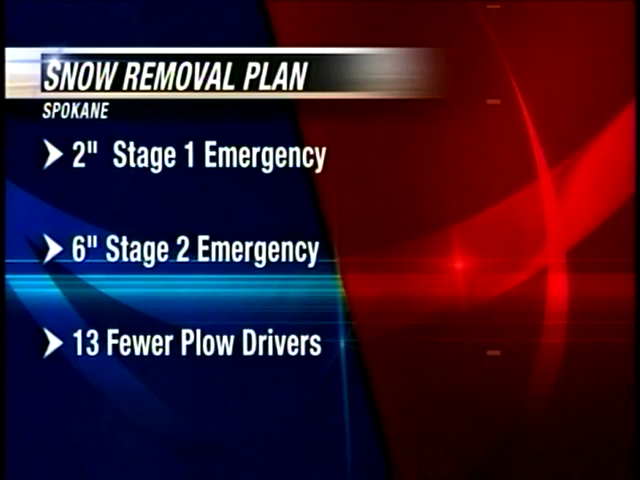 SNOW REMOVAL PLAN
SPOKANE
2" Stage 1 Emergency
6" Stage 2 Emergency
13 Fewer Plow Drivers